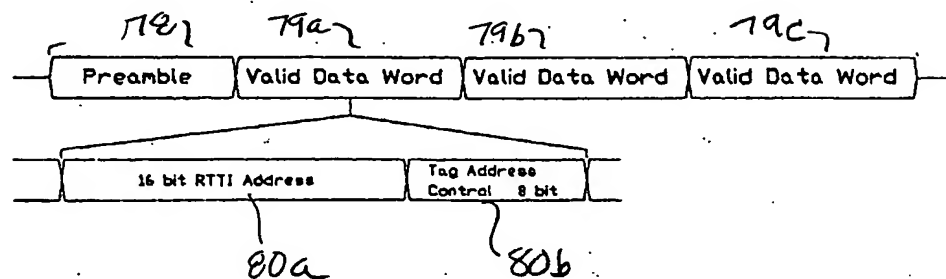 78 79a 79b 79c
Preamble Valid Data Word Valid Data Word Valid Data Word
16 bit RTTI Address Tag Address
Control 8 bit
80a 80b